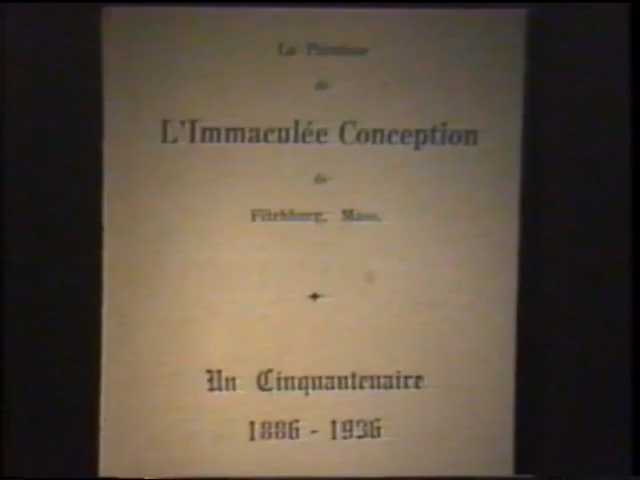 La Paroisse
de
L'Immaculée Conception
de
Fitchburg, Mass.
Un Cinquantenaire
1886 - 1936